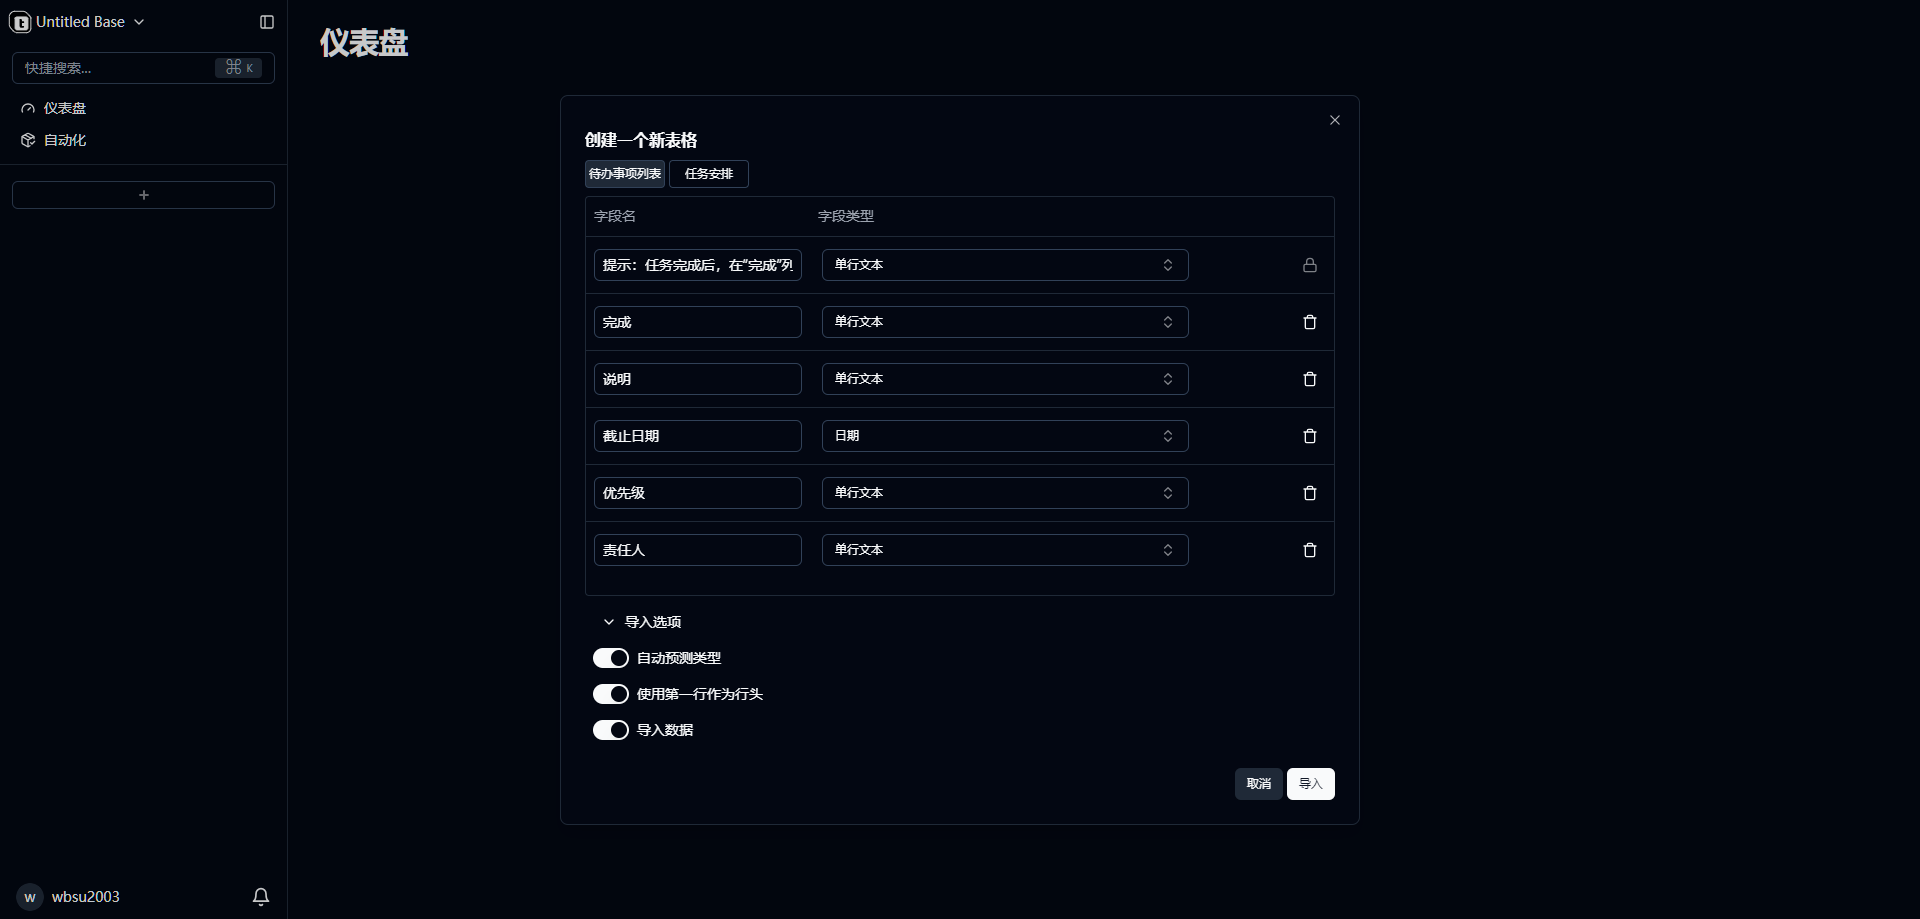 Untitled Base
快捷搜索...
⌘ K
仪表盘
自动化
+
wbsu2003
仪表盘
创建一个新表格
待办事项列表
任务安排
字段名 字段类型
提示：任务完成后，在“完成”列 单行文本
完成 单行文本
说明 单行文本
截止日期 日期
优先级 单行文本
责任人 单行文本
导入选项
自动预测类型
使用第一行作为行头
导入数据
取消 导入
W